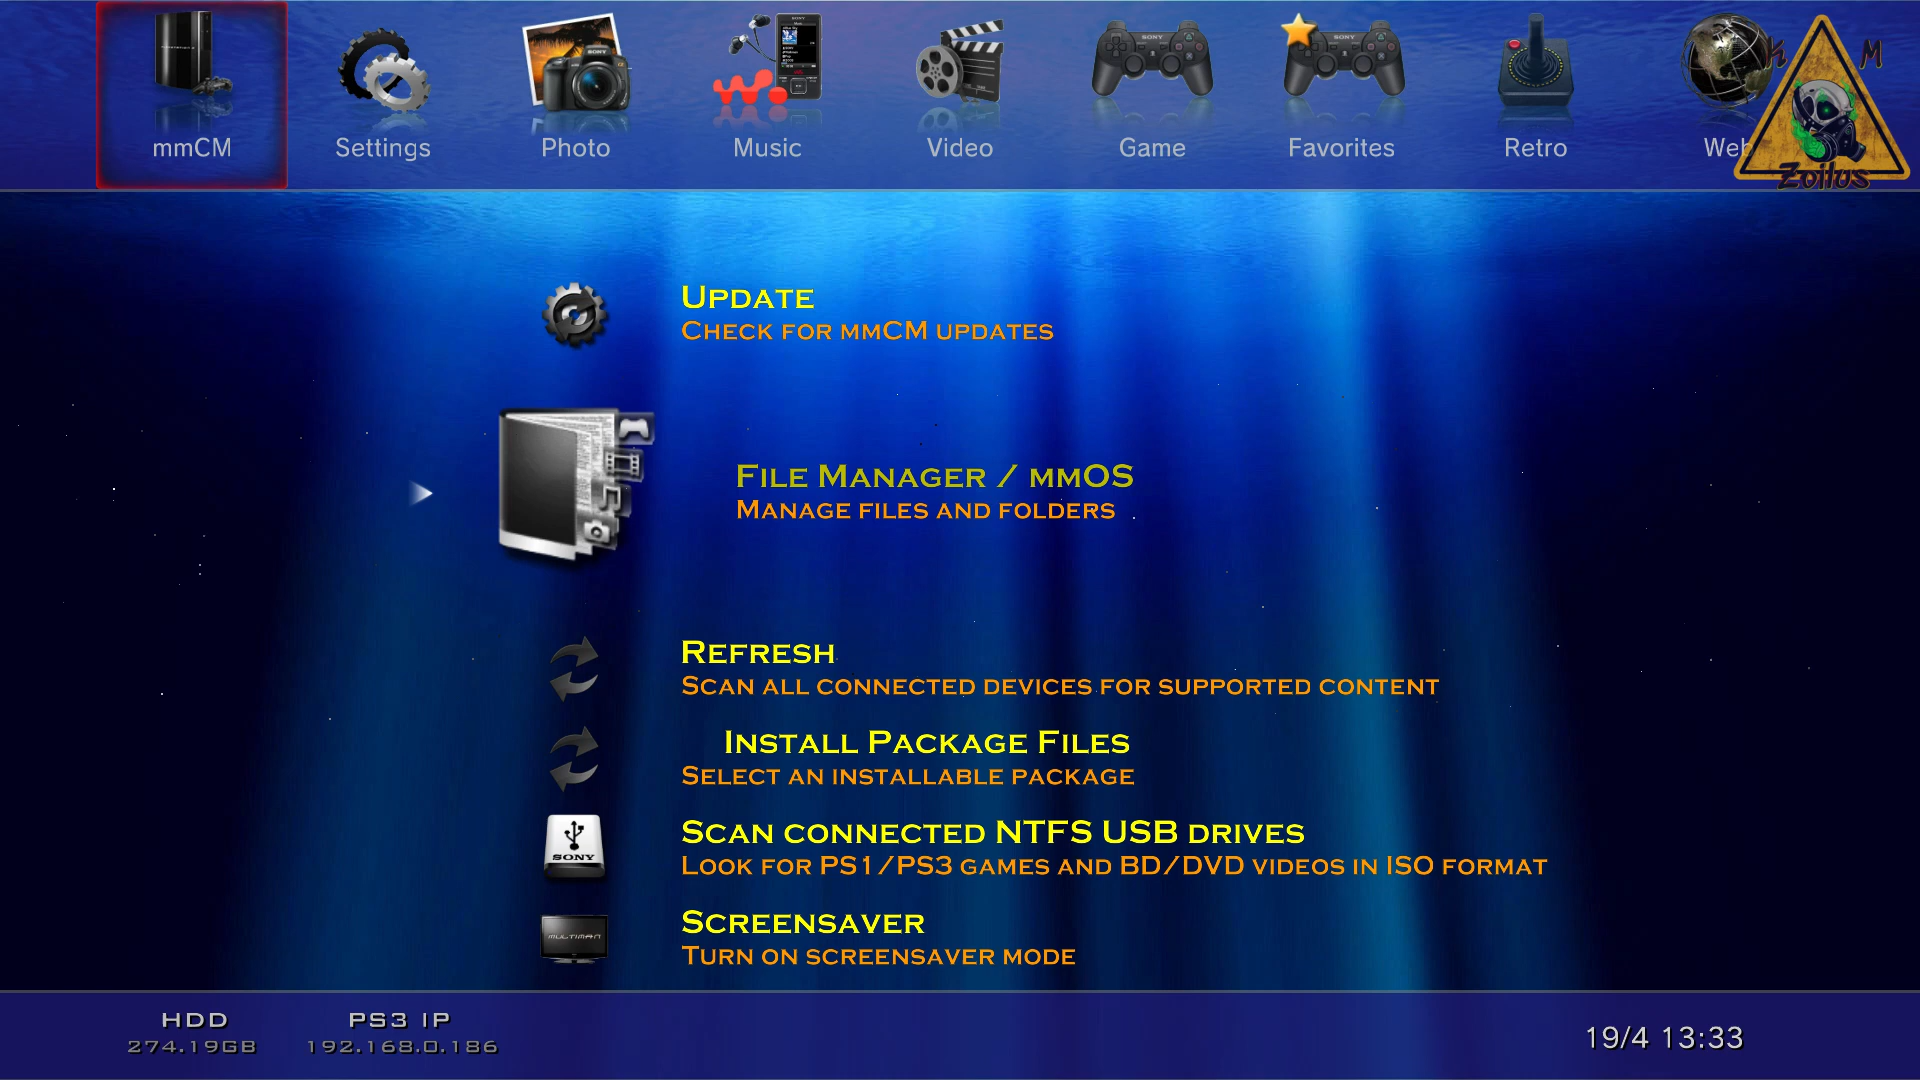 mmCM
Settings
Photo
Music
Video
Game
Favorites
Retro
Web
K M
Zoilus
Update
Check for mmCM updates
File Manager / mmOS
Manage files and folders
Refresh
Scan all connected devices for supported content
Install Package Files
Select an installable package
SONY
Scan connected NTFS USB drives
Look for PS1/PS3 games and BD/DVD videos in ISO format
MULTIMAN
Screensaver
Turn on screensaver mode
HDD
274.19GB
PS3 IP
192.168.0.186
19/4 13:33